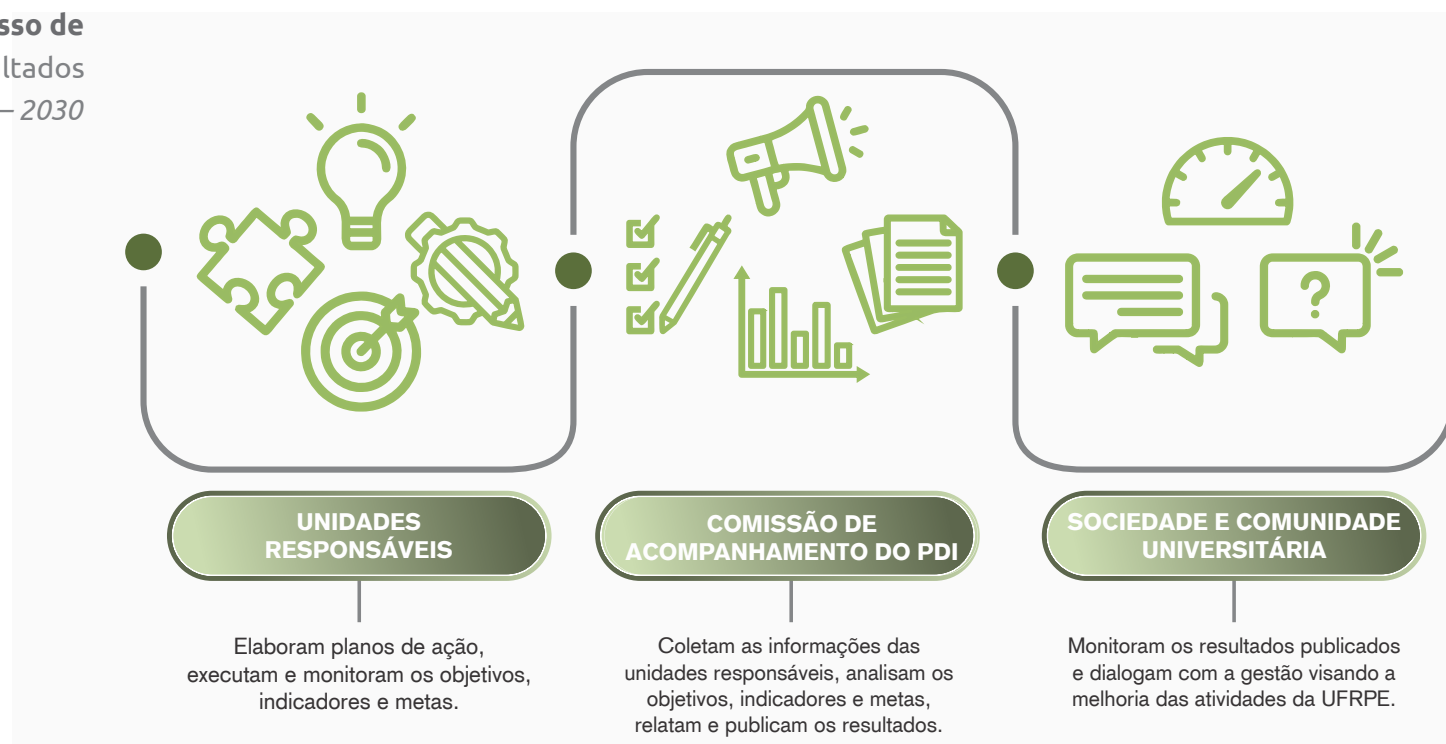 de
2030
UNIDADES
RESPONSÁVEIS
Elaboram planos de ação,
executam e monitoram os objetivos,
indicadores e metas.
COMISSÃO DE
ACOMPANHAMENTO DO PDI
Coletam as informações das
unidades responsáveis, analisam os
objetivos, indicadores e metas,
relatam e publicam os resultados.
?
SOCIEDADE E COMUNIDADE
UNIVERSITÁRIA
Monitoram os resultados publicados
e dialogam com a gestão visando a
melhoria das atividades da UFRPE.